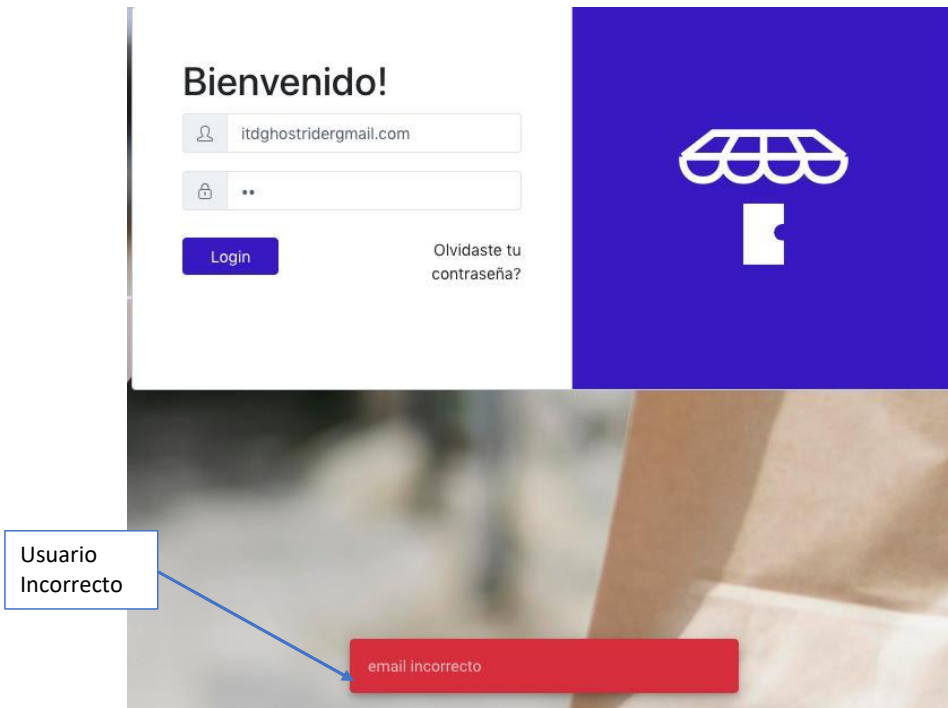 Bienvenido!
itdghostridergmail.com
••
Login
Olvidaste tu
contraseña?
Usuario
Incorrecto
email incorrecto